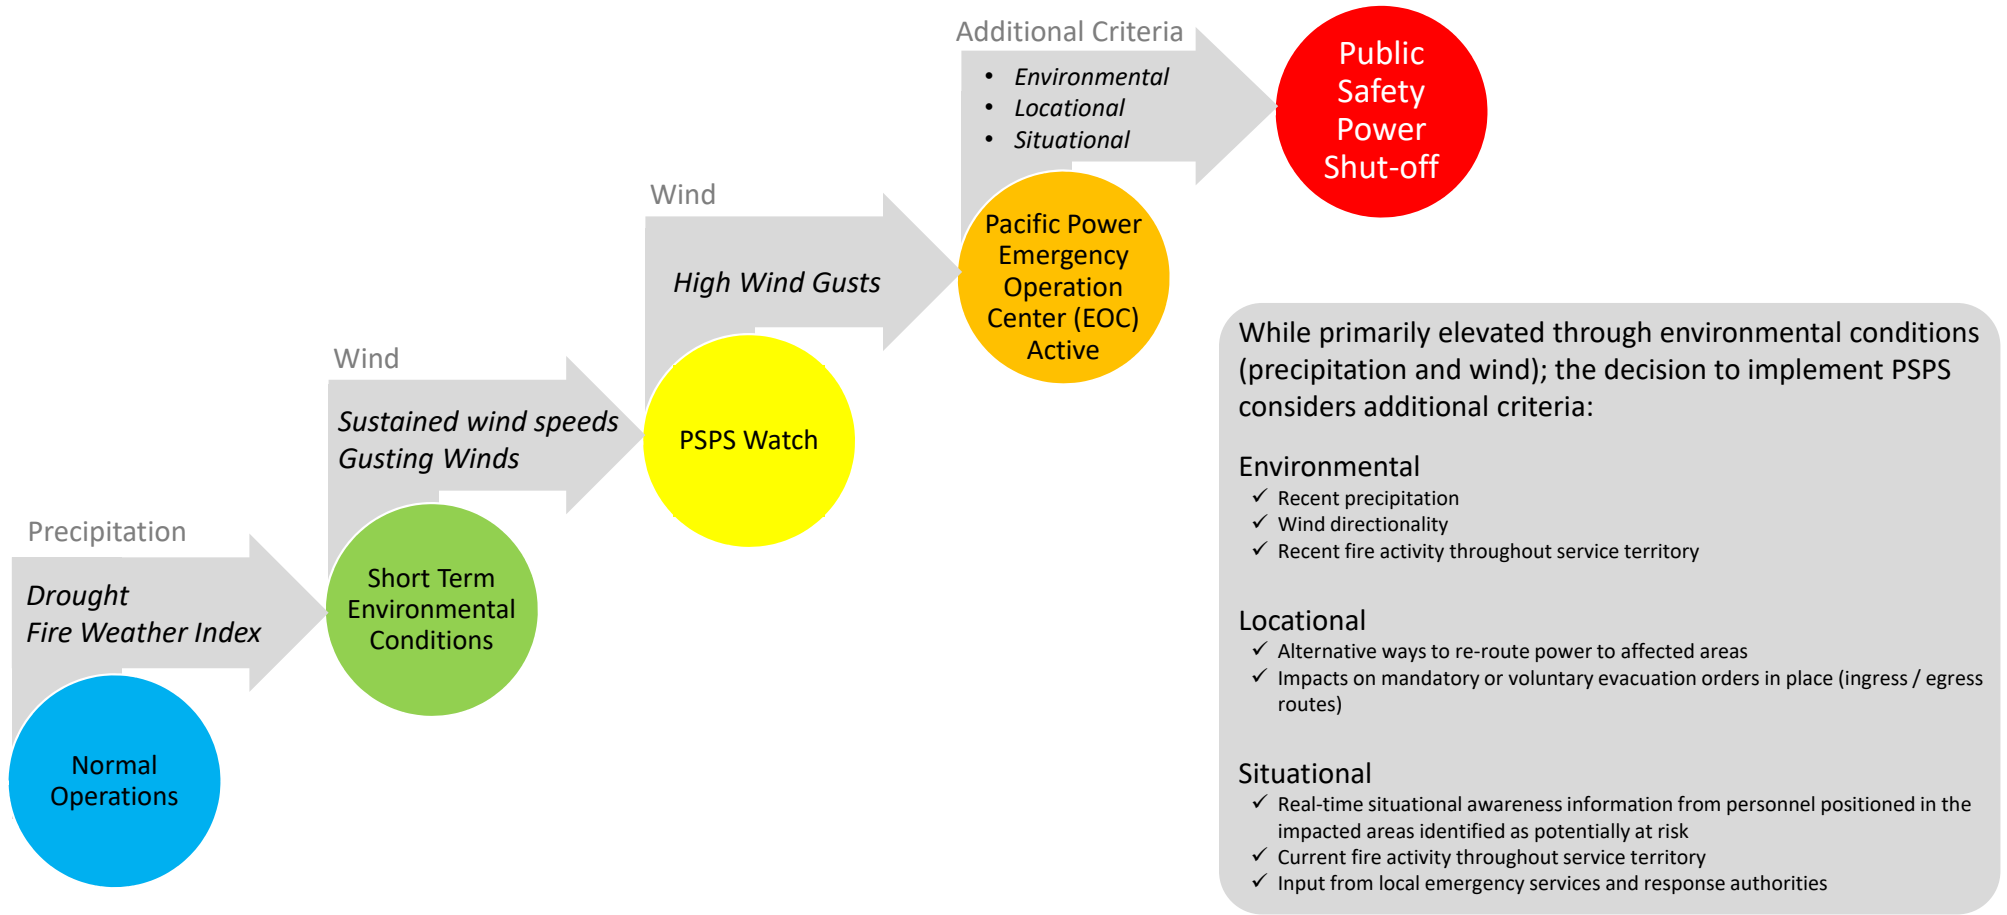 Additional Criteria
• Environmental
• Locational
• Situational
Public
Safety
Power
Shut-off
Wind
High Wind Gusts
Pacific Power
Emergency
Operation
Center (EOC)
Active
Wind
Sustained wind speeds
Gusting Winds
PSPS Watch
Precipitation
Drought
Fire Weather Index
Short Term
Environmental
Conditions
Normal
Operations
While primarily elevated through environmental conditions
(precipitation and wind); the decision to implement PSPS
considers additional criteria:
Environmental
✓ Recent precipitation
✓ Wind directionality
✓ Recent fire activity throughout service territory
Locational
✓ Alternative ways to re-route power to affected areas
✓ Impacts on mandatory or voluntary evacuation orders in place (ingress / egress
routes)
Situational
✓ Real-time situational awareness information from personnel positioned in the
impacted areas identified as potentially at risk
✓ Current fire activity throughout service territory
✓ Input from local emergency services and response authorities